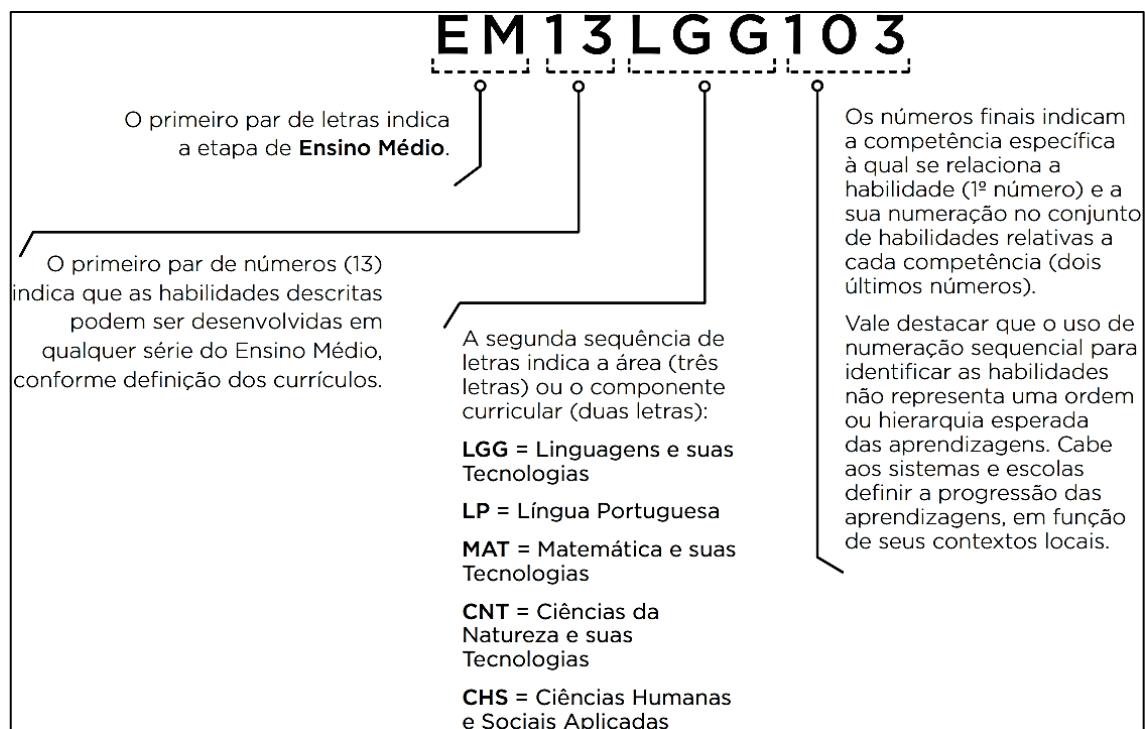 EM13LGG103
O primeiro par de letras indica
a etapa de Ensino Médio.
O primeiro par de números (13)
indica que as habilidades descritas
podem ser desenvolvidas em
qualquer série do Ensino Médio,
conforme definição dos currículos.
A segunda sequência de
letras indica a área (três
letras) ou o componente
curricular (duas letras):
LGG = Linguagens e suas
Tecnologias
LP = Língua Portuguesa
MAT = Matemática e suas
Tecnologias
CNT = Ciências da
Natureza e suas
Tecnologias
CHS = Ciências Humanas
e Sociais Aplicadas
Os números finais indicam
a competência específica
à qual se relaciona a
habilidade (1º número) e a
sua numeração no conjunto
de habilidades relativas a
cada competência (dois
últimos números).
Vale destacar que o uso de
numeração sequencial para
identificar as habilidades
não representa uma ordem
ou hierarquia esperada
das aprendizagens. Cabe
aos sistemas e escolas
definir a progressão das
aprendizagens, em função
de seus contextos locais.